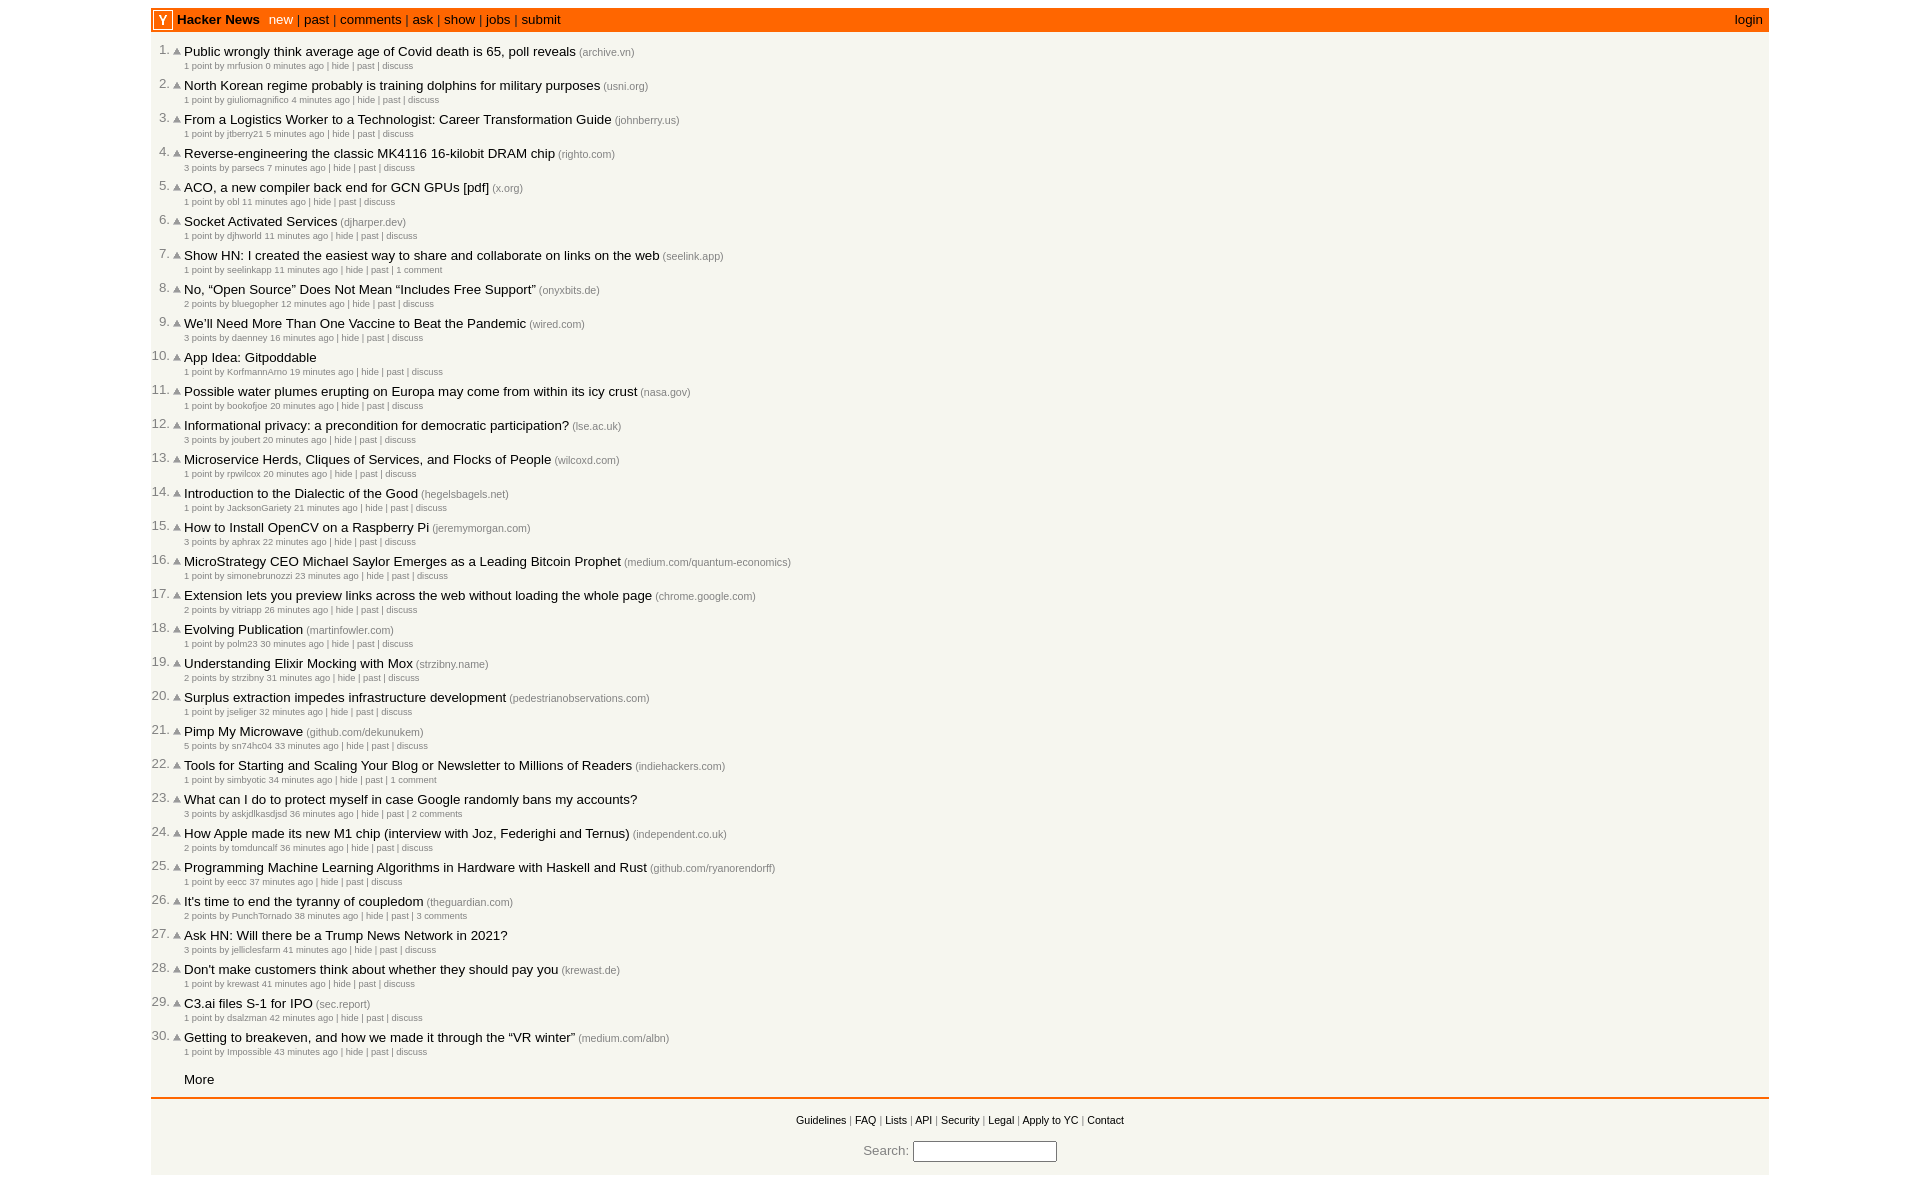 Y Hacker News new | past | comments | ask | show | jobs | submit login
1. Public wrongly think average age of Covid death is 65, poll reveals (archive.vn)
1 point by mrfusion 0 minutes ago | hide | past | discuss
2. North Korean regime probably is training dolphins for military purposes (usni.org)
1 point by giuliomagnifico 4 minutes ago | hide | past | discuss
3. From a Logistics Worker to a Technologist: Career Transformation Guide (johnberry.us)
1 point by jtberry21 5 minutes ago | hide | past | discuss
4. Reverse-engineering the classic MK4116 16-kilobit DRAM chip (righto.com)
3 points by parsecs 7 minutes ago | hide | past | discuss
5. ACO, a new compiler back end for GCN GPUs [pdf] (x.org)
1 point by obl 11 minutes ago | hide | past | discuss
6. Socket Activated Services (djharper.dev)
1 point by djhworld 11 minutes ago | hide | past | discuss
7. Show HN: I created the easiest way to share and collaborate on links on the web (seelink.app)
1 point by seelinkapp 11 minutes ago | hide | past | 1 comment
8. No, “Open Source” Does Not Mean “Includes Free Support” (onyxbits.de)
2 points by bluegopher 12 minutes ago | hide | past | discuss
9. We’ll Need More Than One Vaccine to Beat the Pandemic (wired.com)
3 points by daenney 16 minutes ago | hide | past | discuss
10. App Idea: Gitpoddable
1 point by KorfmannArno 19 minutes ago | hide | past | discuss
11. Possible water plumes erupting on Europa may come from within its icy crust (nasa.gov)
1 point by bookofjoe 20 minutes ago | hide | past | discuss
12. Informational privacy: a precondition for democratic participation? (lse.ac.uk)
3 points by joubert 20 minutes ago | hide | past | discuss
13. Microservice Herds, Cliques of Services, and Flocks of People (wilcoxd.com)
1 point by rpwilcox 20 minutes ago | hide | past | discuss
14. Introduction to the Dialectic of the Good (hegelsbagels.net)
1 point by JacksonGariety 21 minutes ago | hide | past | discuss
15. How to Install OpenCV on a Raspberry Pi (jeremymorgan.com)
3 points by aphrax 22 minutes ago | hide | past | discuss
16. MicroStrategy CEO Michael Saylor Emerges as a Leading Bitcoin Prophet (medium.com/quantum-economics)
1 point by simonebrunozzi 23 minutes ago | hide | past | discuss
17. Extension lets you preview links across the web without loading the whole page (chrome.google.com)
2 points by vitriapp 26 minutes ago | hide | past | discuss
18. Evolving Publication (martinfowler.com)
1 point by polm23 30 minutes ago | hide | past | discuss
19. Understanding Elixir Mocking with Mox (strzibny.name)
2 points by strzibny 31 minutes ago | hide | past | discuss
20. Surplus extraction impedes infrastructure development (pedestrianobservations.com)
1 point by jseliger 32 minutes ago | hide | past | discuss
21. Pimp My Microwave (github.com/dekunukem)
5 points by sn74hc04 33 minutes ago | hide | past | discuss
22. Tools for Starting and Scaling Your Blog or Newsletter to Millions of Readers (indiehackers.com)
1 point by simbyotic 34 minutes ago | hide | past | 1 comment
23. What can I do to protect myself in case Google randomly bans my accounts?
3 points by askjdlkasdjsd 36 minutes ago | hide | past | 2 comments
24. How Apple made its new M1 chip (interview with Joz, Federighi and Ternus) (independent.co.uk)
2 points by tomduncalf 36 minutes ago | hide | past | discuss
25. Programming Machine Learning Algorithms in Hardware with Haskell and Rust (github.com/ryanorendorff)
1 point by eecc 37 minutes ago | hide | past | discuss
26. It's time to end the tyranny of coupledom (theguardian.com)
2 points by PunchTornado 38 minutes ago | hide | past | 3 comments
27. Ask HN: Will there be a Trump News Network in 2021?
3 points by jelliclesfarm 41 minutes ago | hide | past | discuss
28. Don't make customers think about whether they should pay you (krewast.de)
1 point by krewast 41 minutes ago | hide | past | discuss
29. C3.ai files S-1 for IPO (sec.report)
1 point by dsalzman 42 minutes ago | hide | past | discuss
30. Getting to breakeven, and how we made it through the “VR winter” (medium.com/albn)
1 point by Impossible 43 minutes ago | hide | past | discuss
More
Guidelines | FAQ | Lists | API | Security | Legal | Apply to YC | Contact
Search: